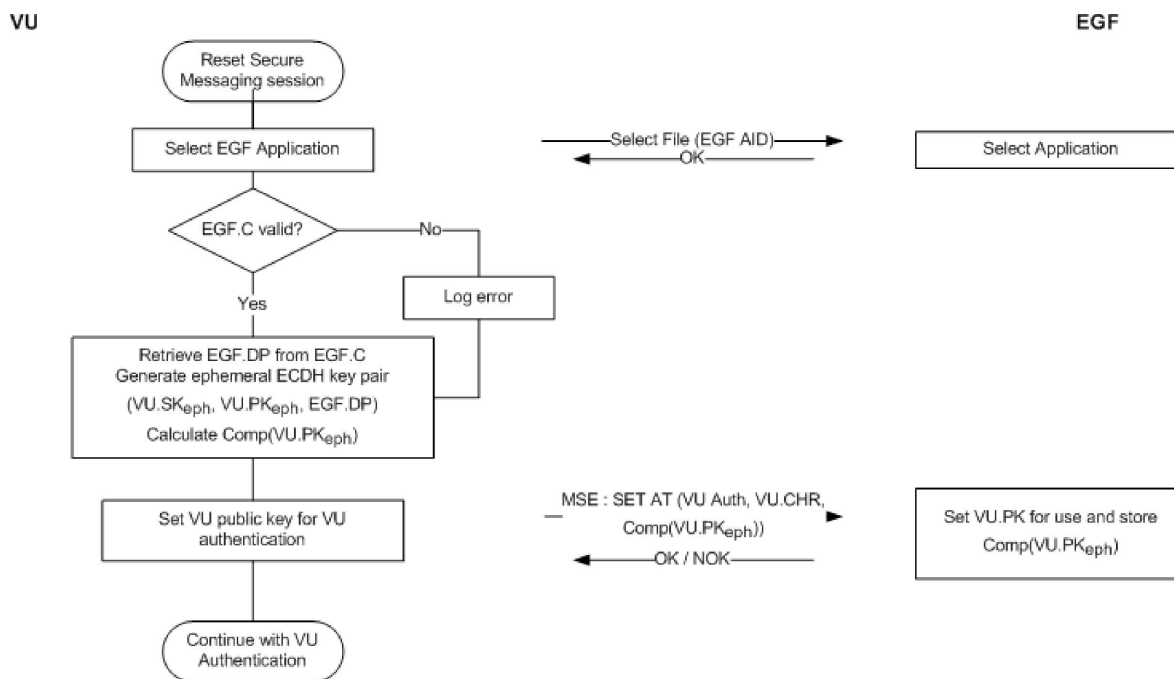 VU
EGF
Reset Secure
Messaging session
Select EGF Application
Select File (EGF AID)
OK
Select Application
EGF.C valid?
No
Log error
Yes
Retrieve EGF.DP from EGF.C
Generate ephemeral ECDH key pair
(VU.SKeph, VU.PKeph, EGF.DP)
Calculate Comp(VU.PKeph)
Set VU public key for VU
authentication
MSE : SET AT (VU Auth, VU.CHR,
Comp(VU.PKeph))
OK / NOK
Set VU.PK for use and store
Comp(VU.PKeph)
Continue with VU
Authentication